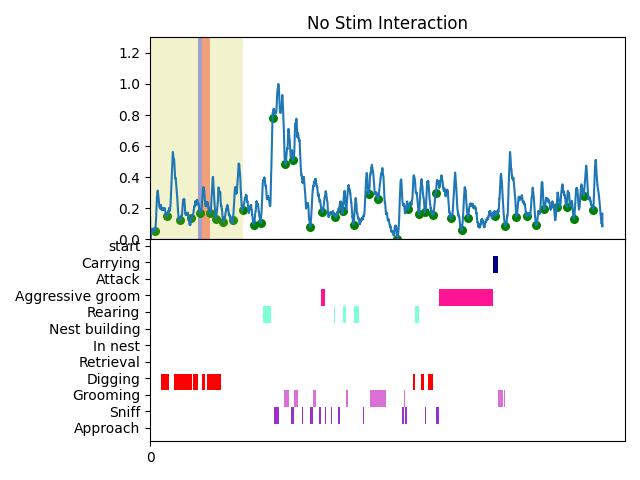 No Stim Interaction
1.2
1.0
0.8
0.6
0.4
0.2
0.0
start
Carrying
Attack
Aggressive groom
Rearing
Nest building
In nest
Retrieval
Digging
Grooming
Sniff
Approach
0